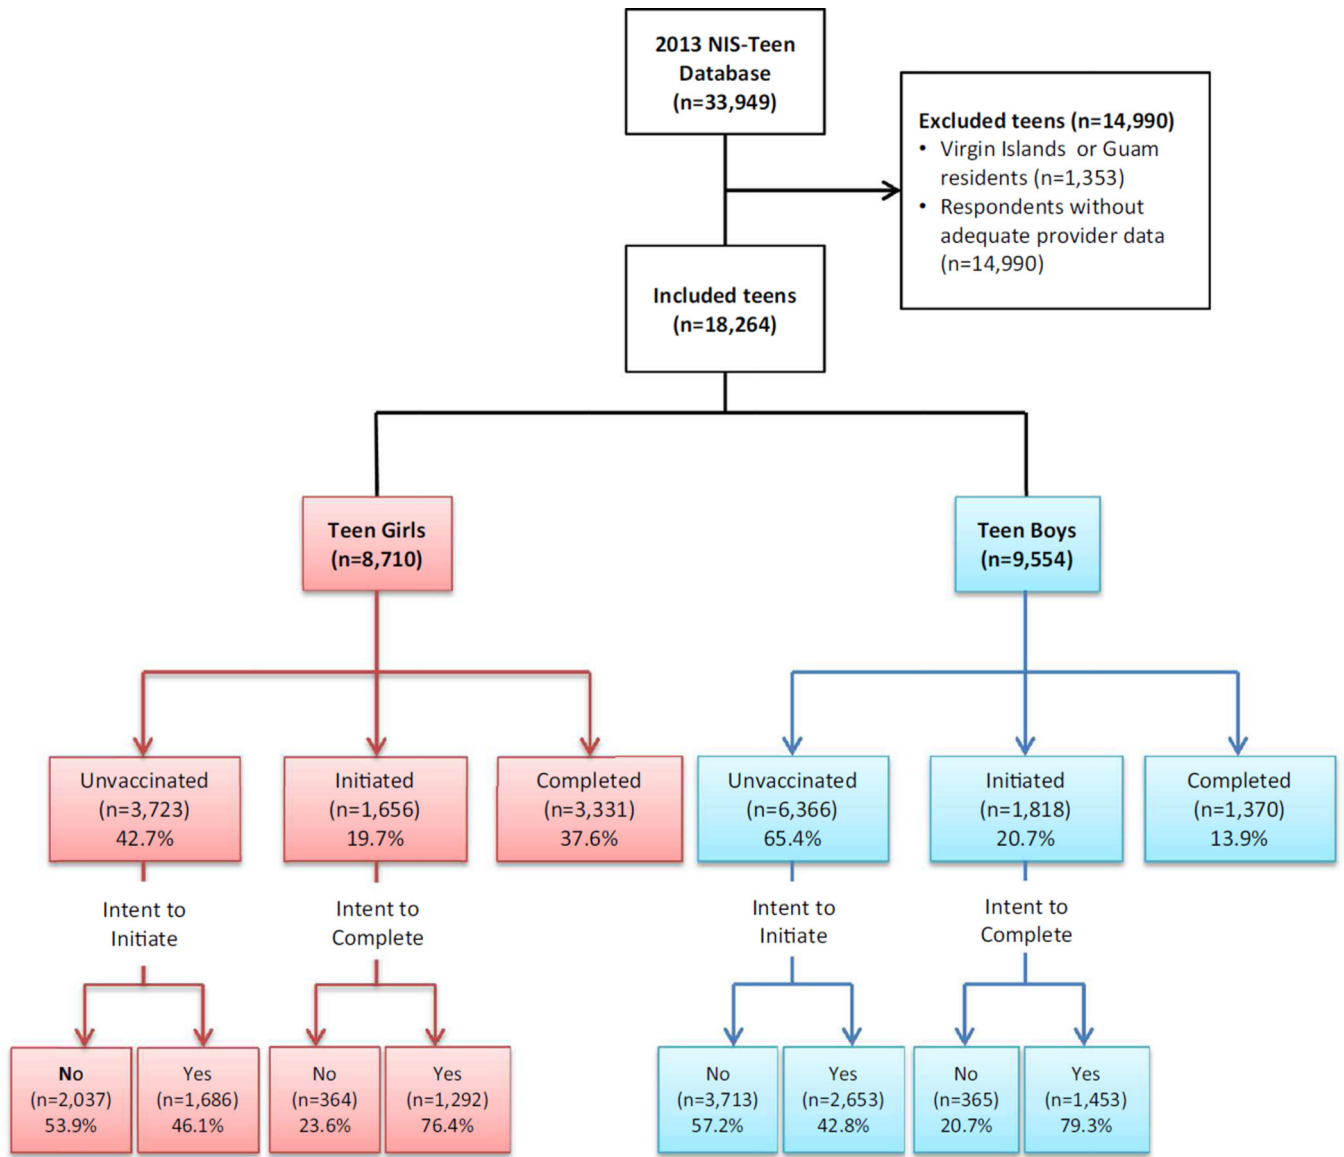 2013 NIS-Teen
Database
(n=33,949)
Excluded teens (n=14,990)
• Virgin Islands or Guam
residents (n=1,353)
• Respondents without
adequate provider data
(n=14,990)
Included teens
(n=18,264)
Teen Girls
(n=8,710)
Teen Boys
(n=9,554)
Unvaccinated
(n=3,723)
42.7%
Initiated
(n=1,656)
19.7%
Completed
(n=3,331)
37.6%
Unvaccinated
(n=6,366)
65.4%
Initiated
(n=1,818)
20.7%
Completed
(n=1,370)
13.9%
Intent to
Initiate
Intent to
Complete
Intent to
Initiate
Intent to
Complete
No
(n=2,037)
53.9%
Yes
(n=1,686)
46.1%
No
(n=364)
23.6%
Yes
(n=1,292)
76.4%
No
(n=3,713)
57.2%
Yes
(n=2,653)
42.8%
No
(n=365)
20.7%
Yes
(n=1,453)
79.3%